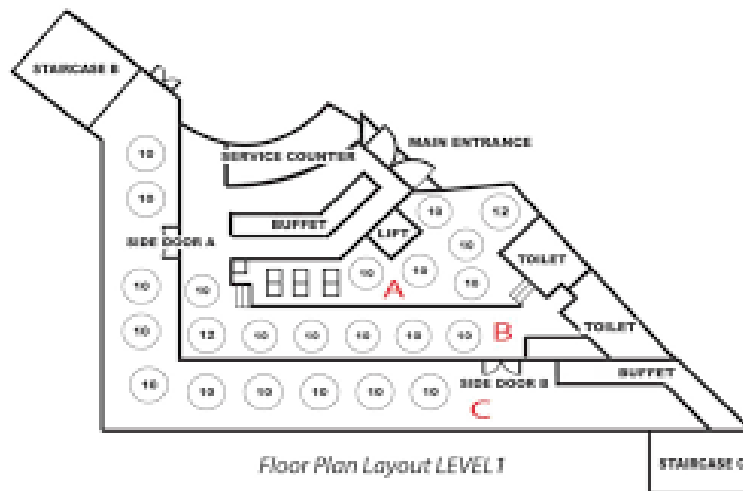 STAIRCASE B
MAIN ENTRANCE
SERVICE COUNTER
10
10
BUFFET
10
12
SIDE DOOR A
LIFT
10
TOILET
10
10
10
10
10
A
10
12
10
10
10
10
10
B
TOILET
10
10
10
10
10
10
SIDE DOOR B
BUFFET
C
Floor Plan Layout LEVEL1
STAIRCASE C